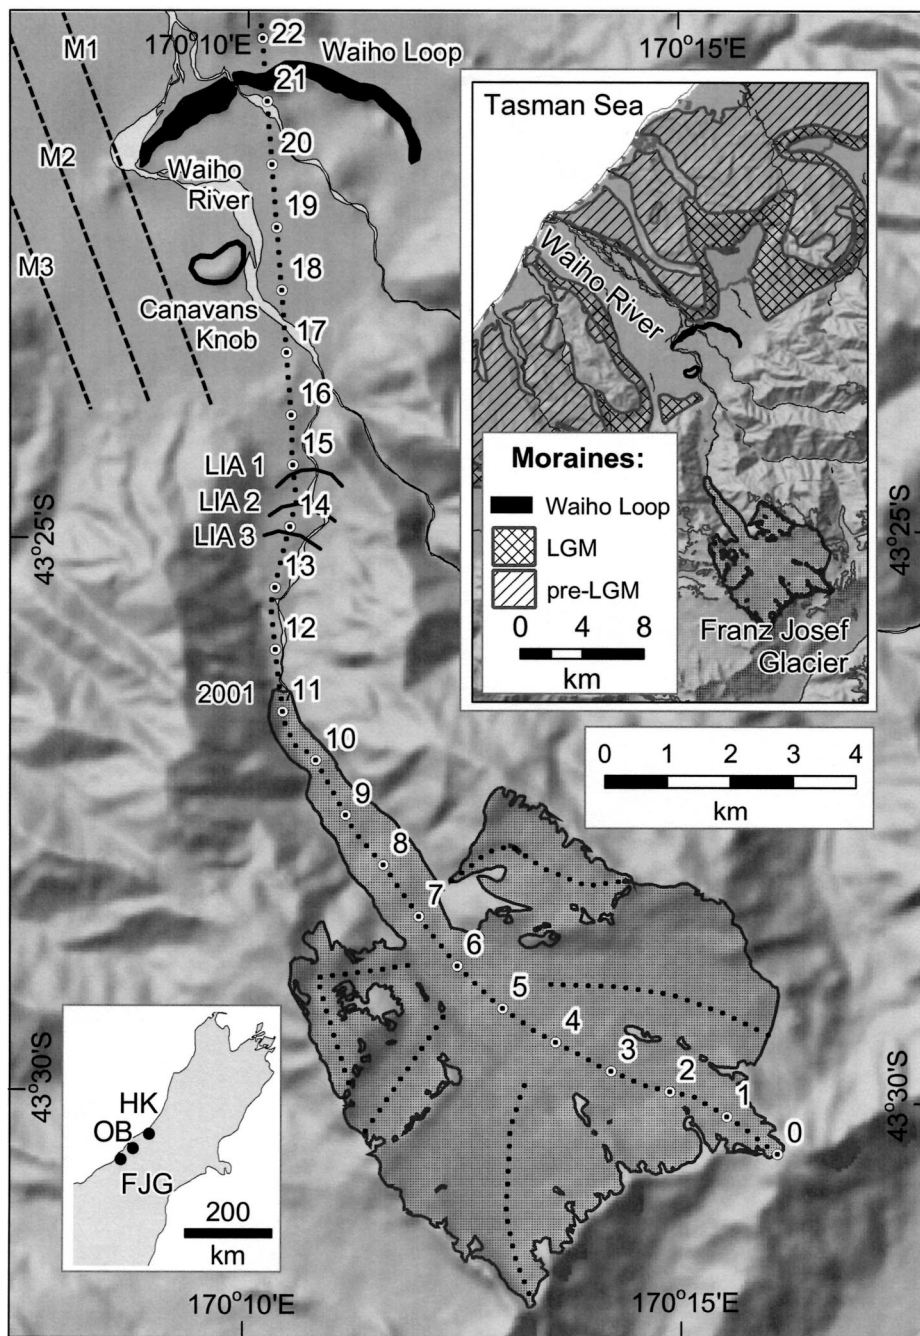 170°10'E
170°15'E
22
Waiho Loop
M1
21
M2
20
Waiho
River
19
M3
18
Canavans
Knob
17
16
15
LIA 1
LIA 2
14
LIA 3
13
12
2001
11
10
9
8
7
6
5
4
3
2
1
0
43°25'S
43°25'S
43°30'S
43°30'S
170°10'E
170°15'E
Tasman Sea
Waiho River
Moraines:
Waiho Loop
LGM
pre-LGM
0 4 8
km
Franz Josef
Glacier
0 1 2 3 4
km
HK
OB
FJG
200
km